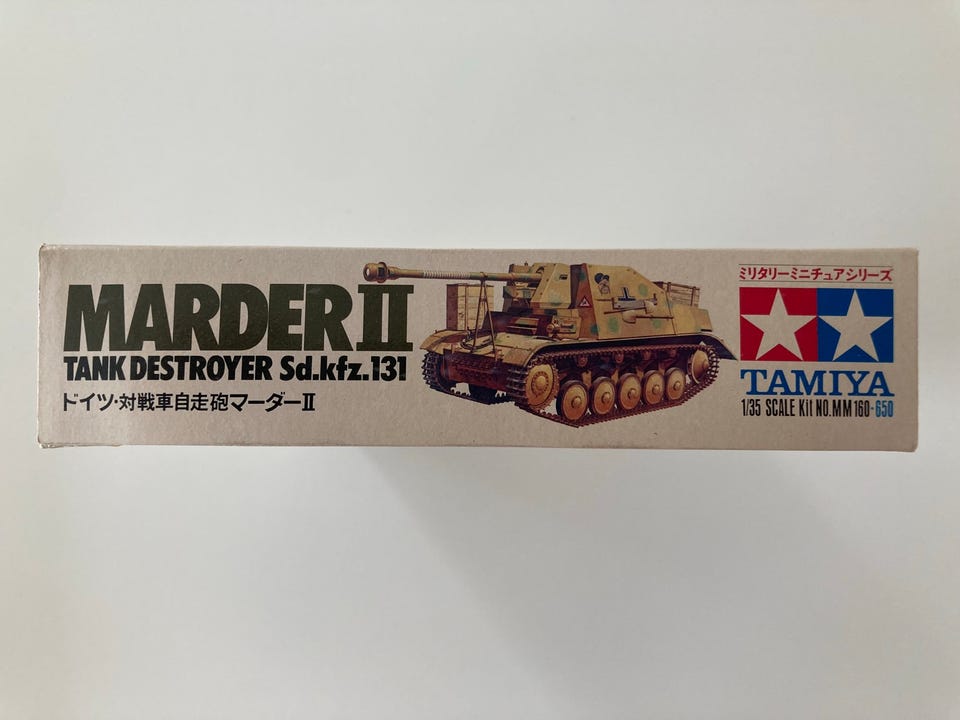 MARDER II
TANK DESTROYER Sd.kfz.131
ドイツ・対戦車自走砲マーダーII
ミリタリーミニチュアシリーズ
TAMIYA
1/35 SCALE Kit NO.MM160-650